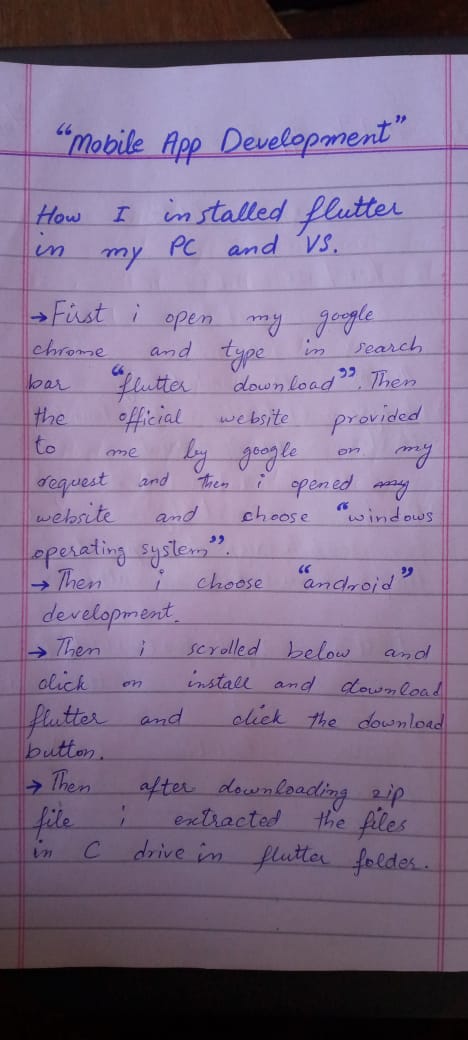 “Mobile App Development”
How I installed flutter
in my PC and VS.
→ First i open my google
chrome and type in search
bar “flutter download”. Then
the official website provided
to me by google on my
request and then i opened my
website and choose “windows
operating system”.
→ Then i choose “android”
development.
→ Then i scrolled below and
click on install and download
flutter and click the download
button.
→ Then after downloading zip
file i extracted the files
in C drive in flutter folder.